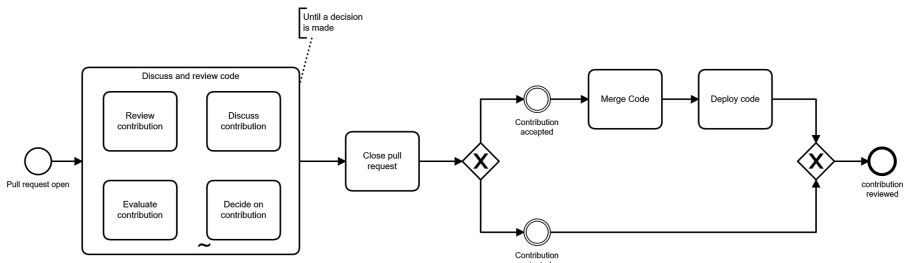 Until a decision
is made
Discuss and review code
Review
contribution
Discuss
contribution
Evaluate
contribution
Decide on
contribution
Pull request open
Close pull
request
X
Contribution
accepted
Merge Code
Deploy code
X
contribution
reviewed
Contribution